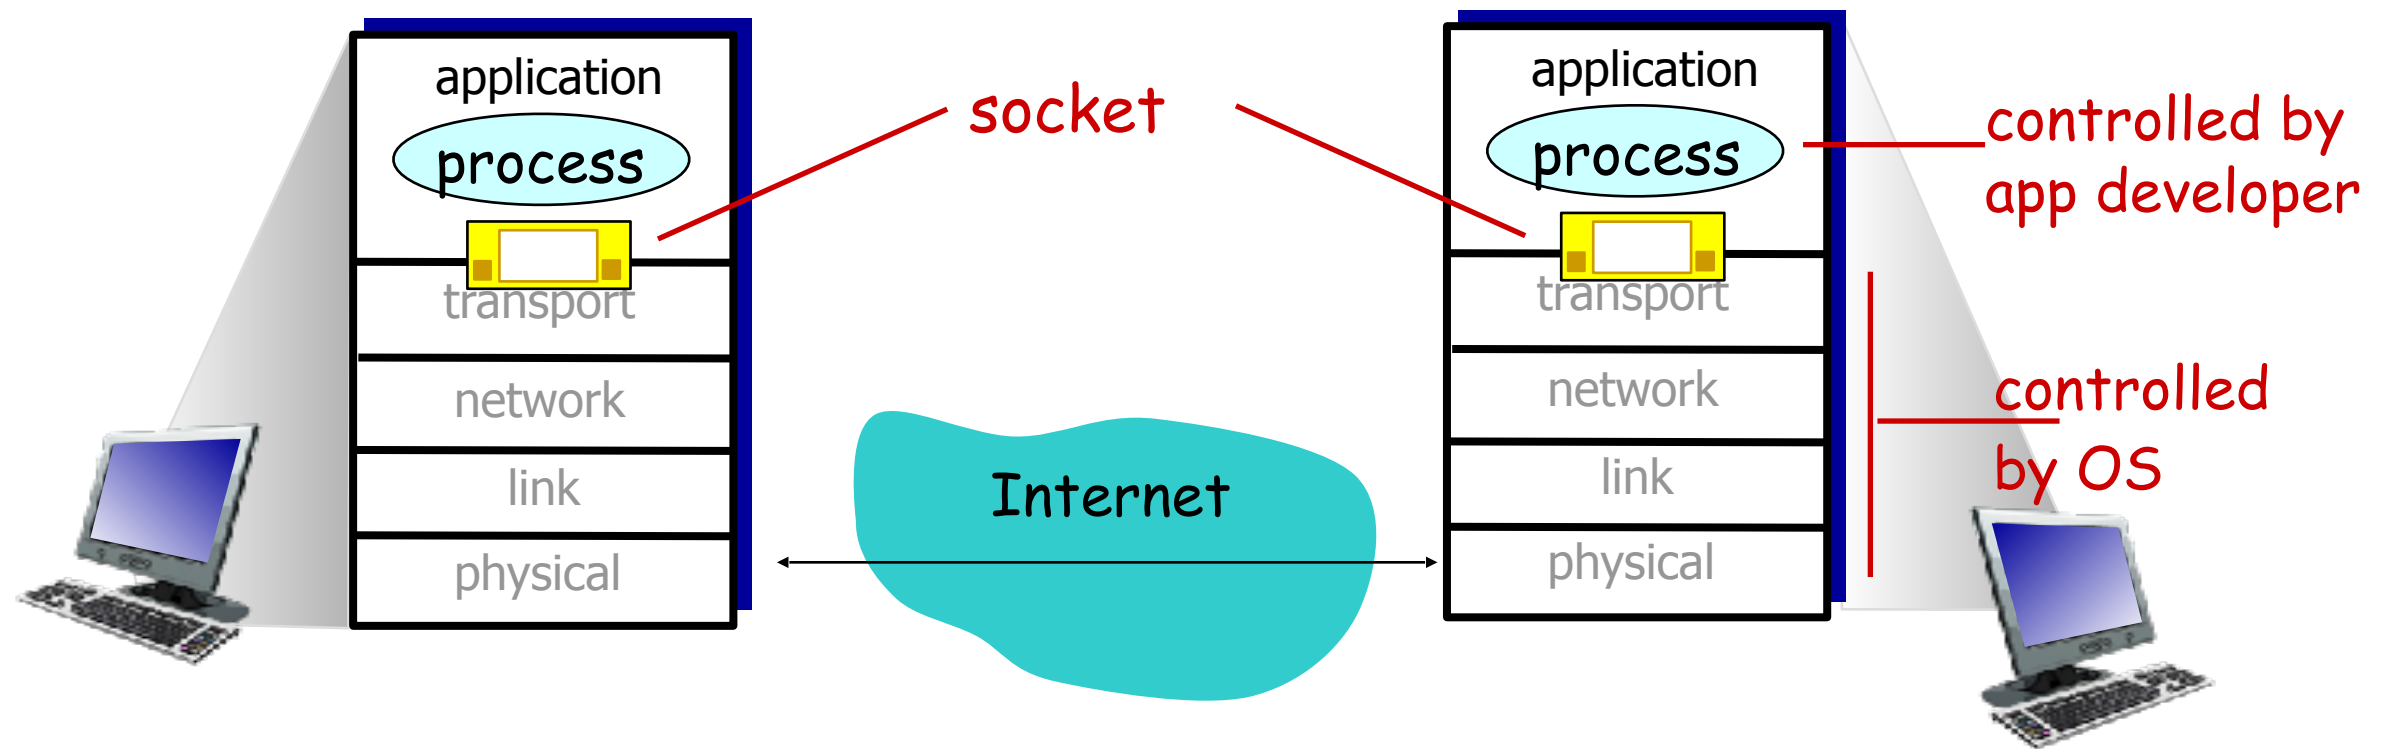 application
process
transport
network
link
physical
socket
Internet
application
process
transport
network
link
physical
controlled by
app developer
controlled
by OS